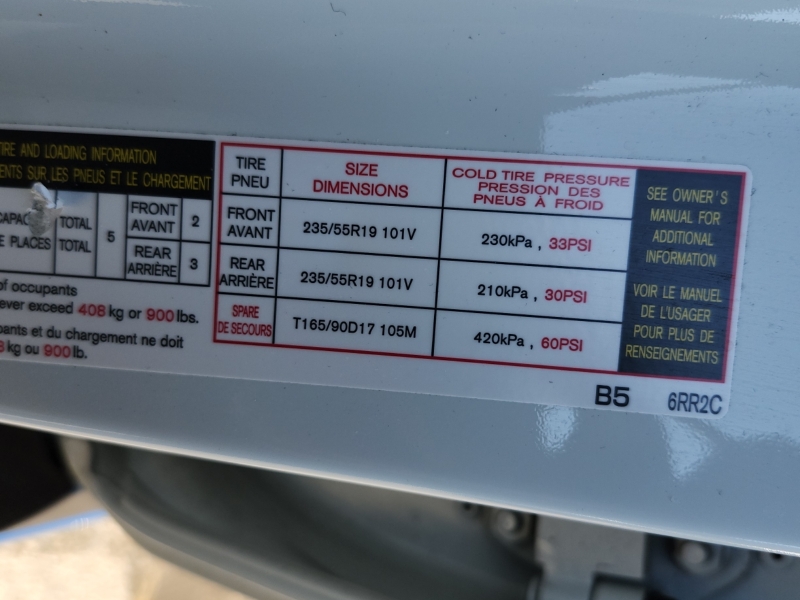 TIRE AND LOADING INFORMATION
SUR LES PNEUS ET LE CHARGEMENT
TOTAL
TOTAL
5
FRONT
AVANT
2
REAR
ARRIÈRE
3
PLACES
of occupants
exceed 408 kg or 900 lbs.
et du chargement ne doit
kg ou 900 lb.
TIRE
PNEU
SIZE
DIMENSIONS
COLD TIRE PRESSURE
PRESSION DES
PNEUS À FROID
FRONT
AVANT
235/55R19 101V
230kPa , 33PSI
REAR
ARRIÈRE
235/55R19 101V
210kPa , 30PSI
SPARE
DE SECOURS
T165/90D17 105M
420kPa , 60PSI
SEE OWNER'S
MANUAL FOR
ADDITIONAL
INFORMATION
VOIR LE MANUEL
DE L'USAGER
POUR PLUS DE
RENSEIGNEMENTS
B5
6RR2C